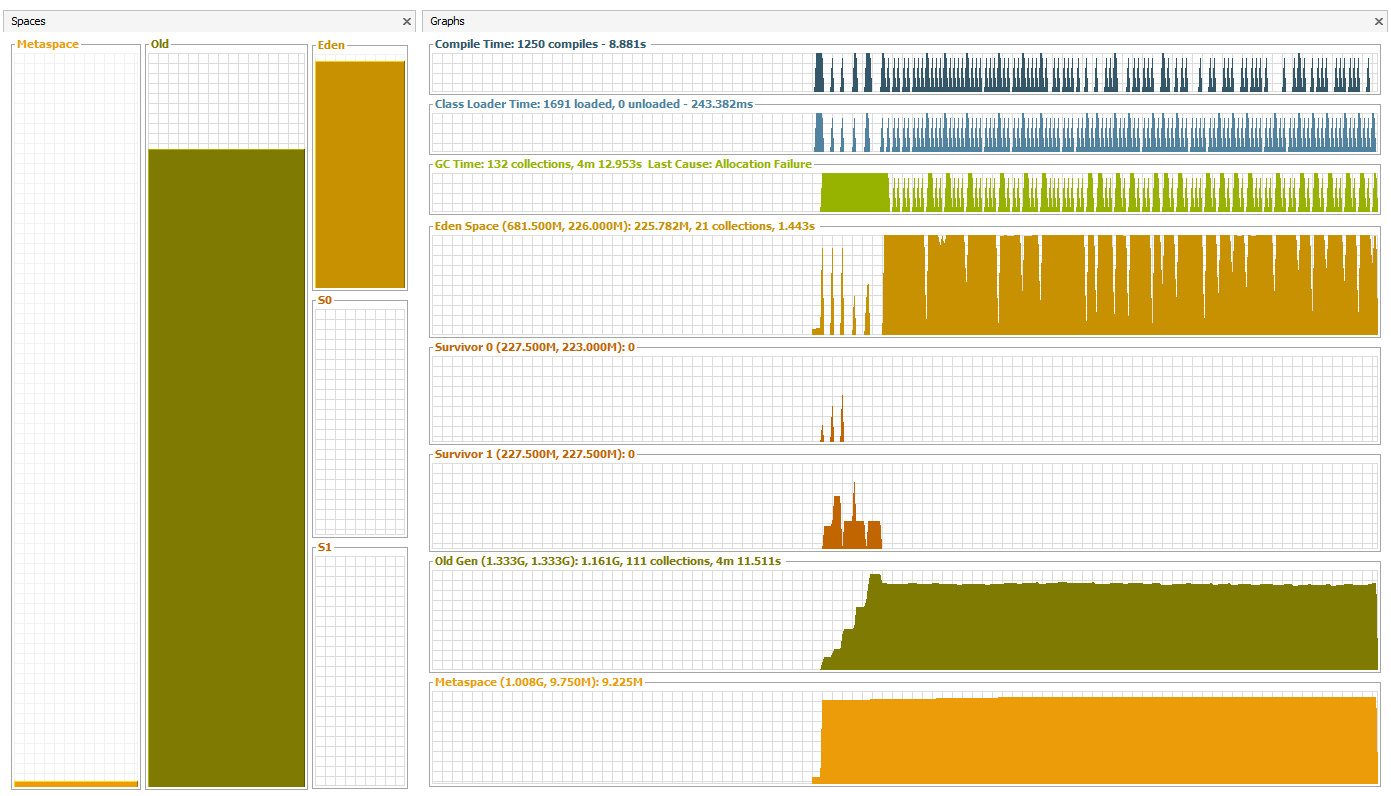 Spaces
Metaspace
Old
Eden
S0
S1
Graphs
Compile Time: 1250 compiles - 8.881s
Class Loader Time: 1691 loaded, 0 unloaded - 243.382ms
GC Time: 132 collections, 4m 12.953s Last Cause: Allocation Failure
Eden Space (681.500M, 226.000M): 225.782M, 21 collections, 1.443s
Survivor 0 (227.500M, 223.000M): 0
Survivor 1 (227.500M, 227.500M): 0
Old Gen (1.333G, 1.333G): 1.161G, 111 collections, 4m 11.511s
Metaspace (1.008G, 9.750M): 9.225M